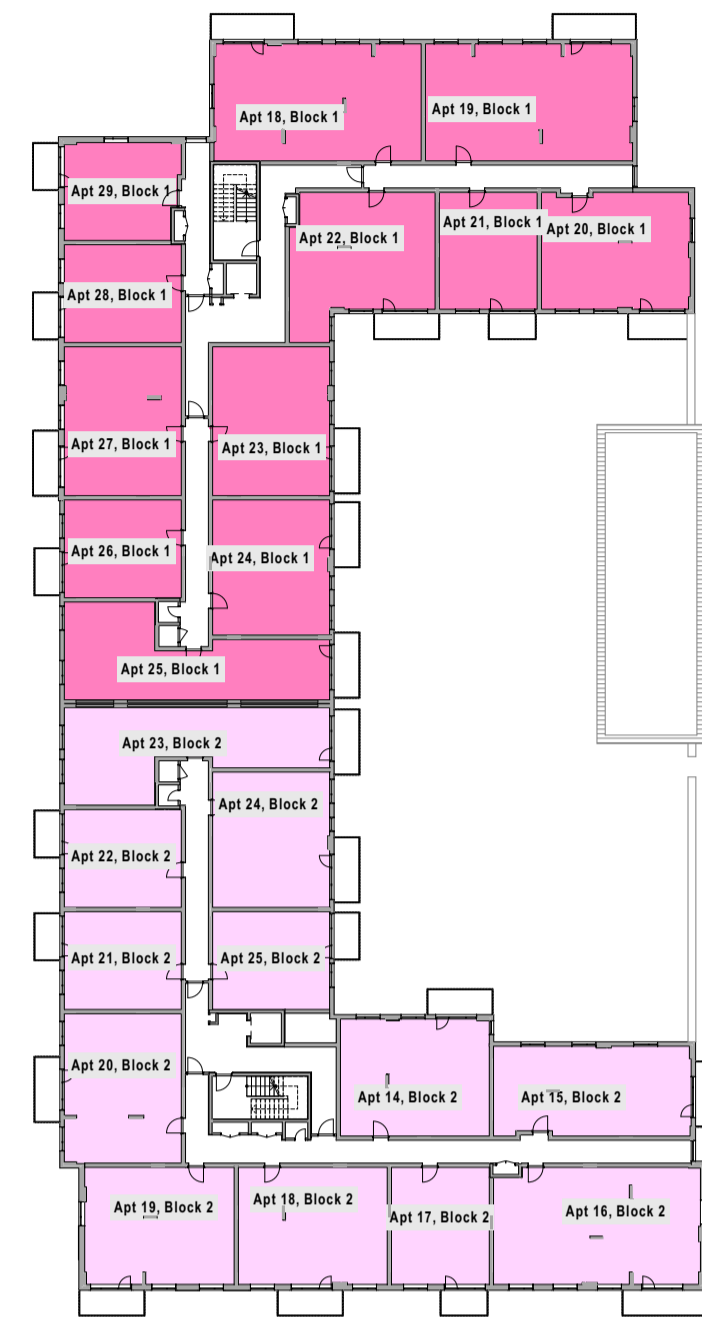 Apt 18, Block 1
Apt 19, Block 1
Apt 29, Block 1
Apt 22, Block 1
Apt 21, Block 1
Apt 20, Block 1
Apt 28, Block 1
Apt 27, Block 1
Apt 23, Block 1
Apt 26, Block 1
Apt 24, Block 1
Apt 25, Block 1
Apt 23, Block 2
Apt 24, Block 2
Apt 22, Block 2
Apt 21, Block 2
Apt 25, Block 2
Apt 20, Block 2
Apt 14, Block 2
Apt 15, Block 2
Apt 19, Block 2
Apt 18, Block 2
Apt 17, Block 2
Apt 16, Block 2